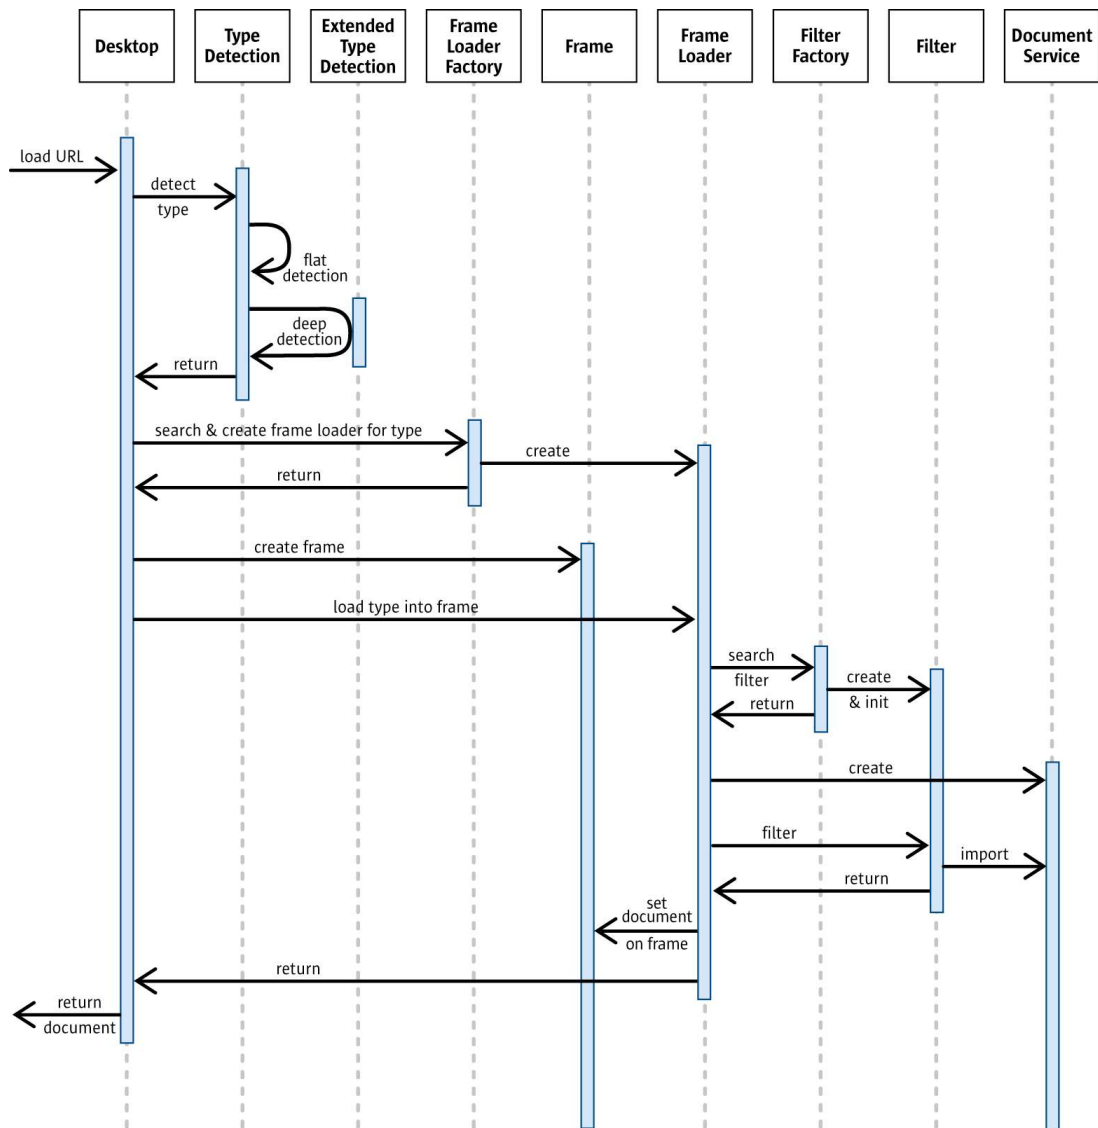 Desktop
Type
Detection
Extended
Type
Detection
Frame
Loader
Factory
Frame
Frame
Loader
Filter
Factory
Filter
Document
Service
load URL
detect
type
flat
detection
deep
detection
return
search & create frame loader for type
create
return
create frame
load type into frame
search
filter
create
& init
return
create
filter
import
return
set
document
on frame
return
return
document